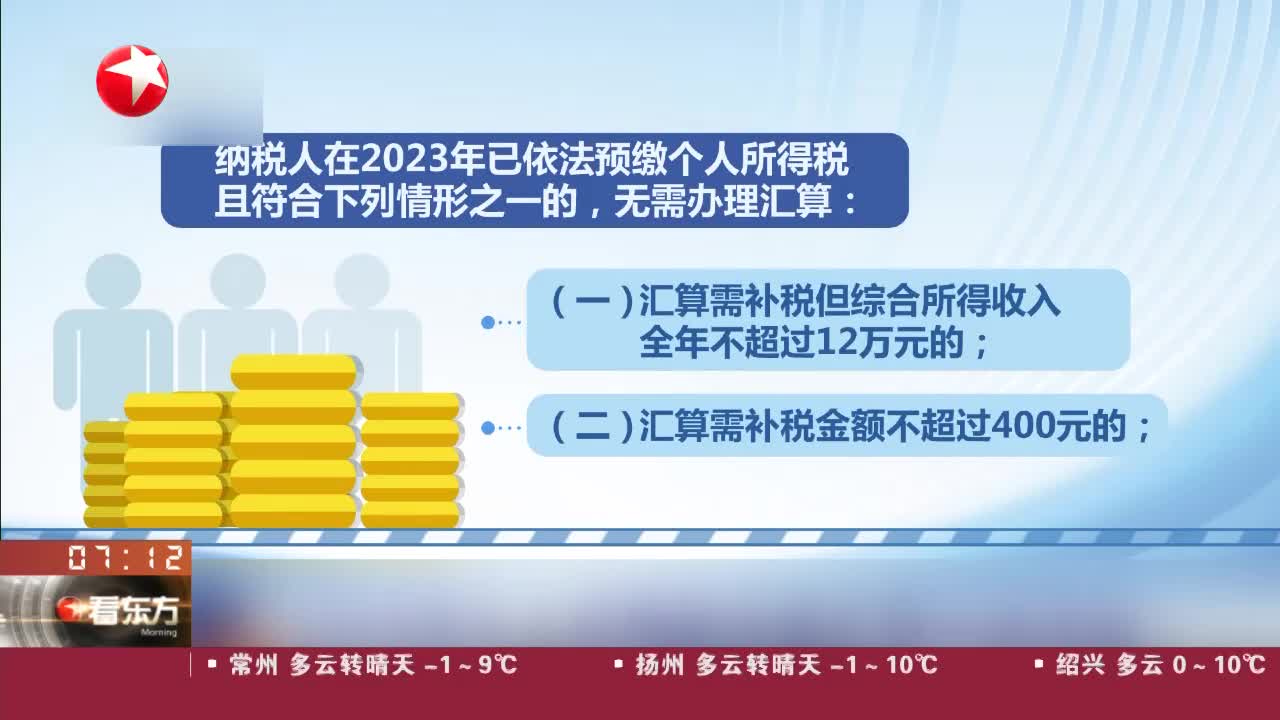 纳税人在2023年已依法预缴个人所得税
且符合下列情形之一的，无需办理汇算：
（一）汇算需补税但综合所得收入
全年不超过12万元的；
（二）汇算需补税金额不超过400元的；
07:12
看东方
Morning
▪ 常州 多云转晴天 -1～9℃ ▪ 扬州 多云转晴天 -1～10℃ ▪ 绍兴 多云 0～10℃